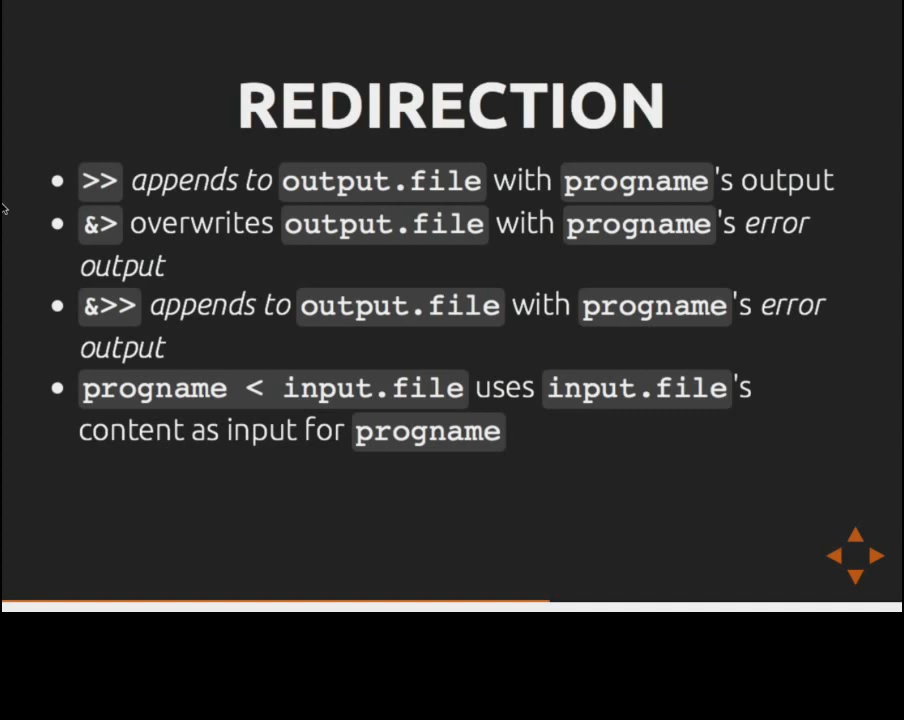 REDIRECTION
• >> appends to output.file with progname's output
• &> overwrites output.file with progname's error
output
• &>> appends to output.file with progname's error
output
• progname < input.file uses input.file's
content as input for progname